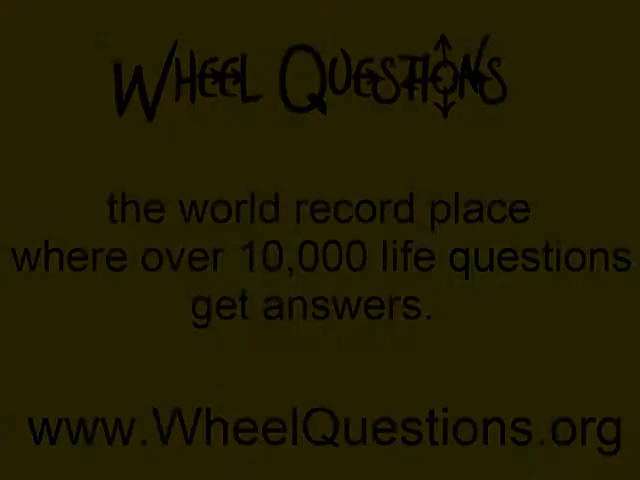 WHEEL QUESTIONS
the world record place
where over 10,000 life questions
get answers.
www.WheelQuestions.org